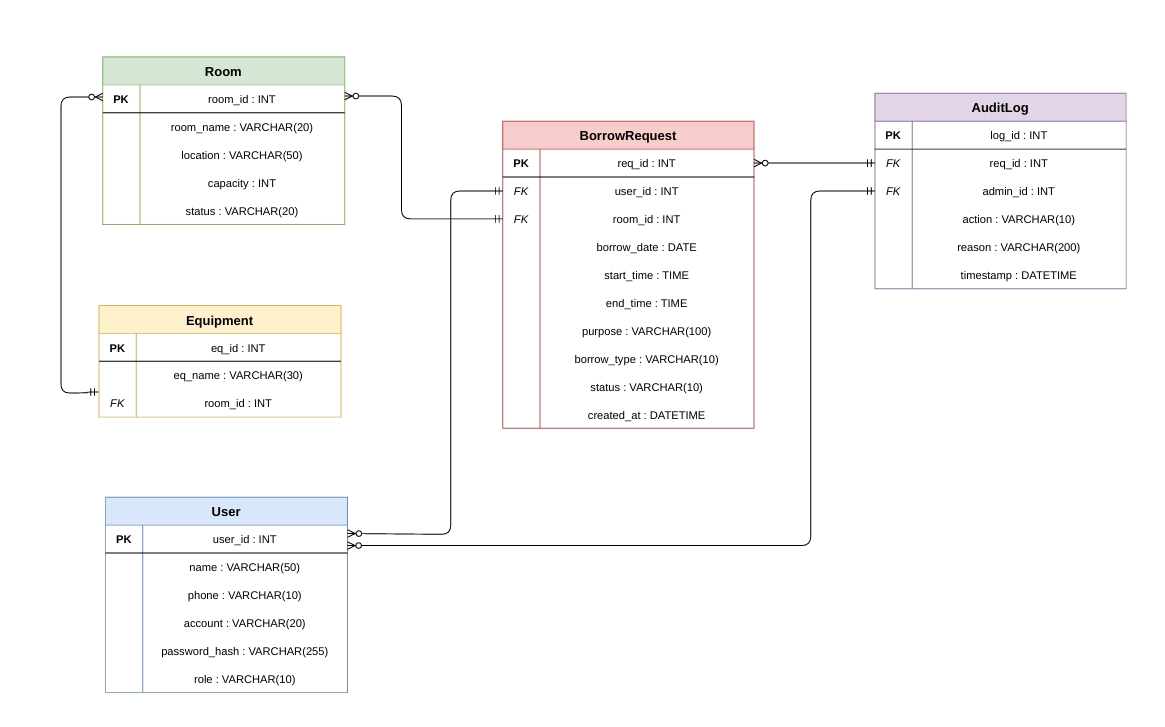 Room
PK room_id : INT
room_name : VARCHAR(20)
location : VARCHAR(50)
capacity : INT
status : VARCHAR(20)
Equipment
PK eq_id : INT
eq_name : VARCHAR(30)
FK room_id : INT
User
PK user_id : INT
name : VARCHAR(50)
phone : VARCHAR(10)
account : VARCHAR(20)
password_hash : VARCHAR(255)
role : VARCHAR(10)
BorrowRequest
PK req_id : INT
FK user_id : INT
FK room_id : INT
borrow_date : DATE
start_time : TIME
end_time : TIME
purpose : VARCHAR(100)
borrow_type : VARCHAR(10)
status : VARCHAR(10)
created_at : DATETIME
AuditLog
PK log_id : INT
FK req_id : INT
FK admin_id : INT
action : VARCHAR(10)
reason : VARCHAR(200)
timestamp : DATETIME